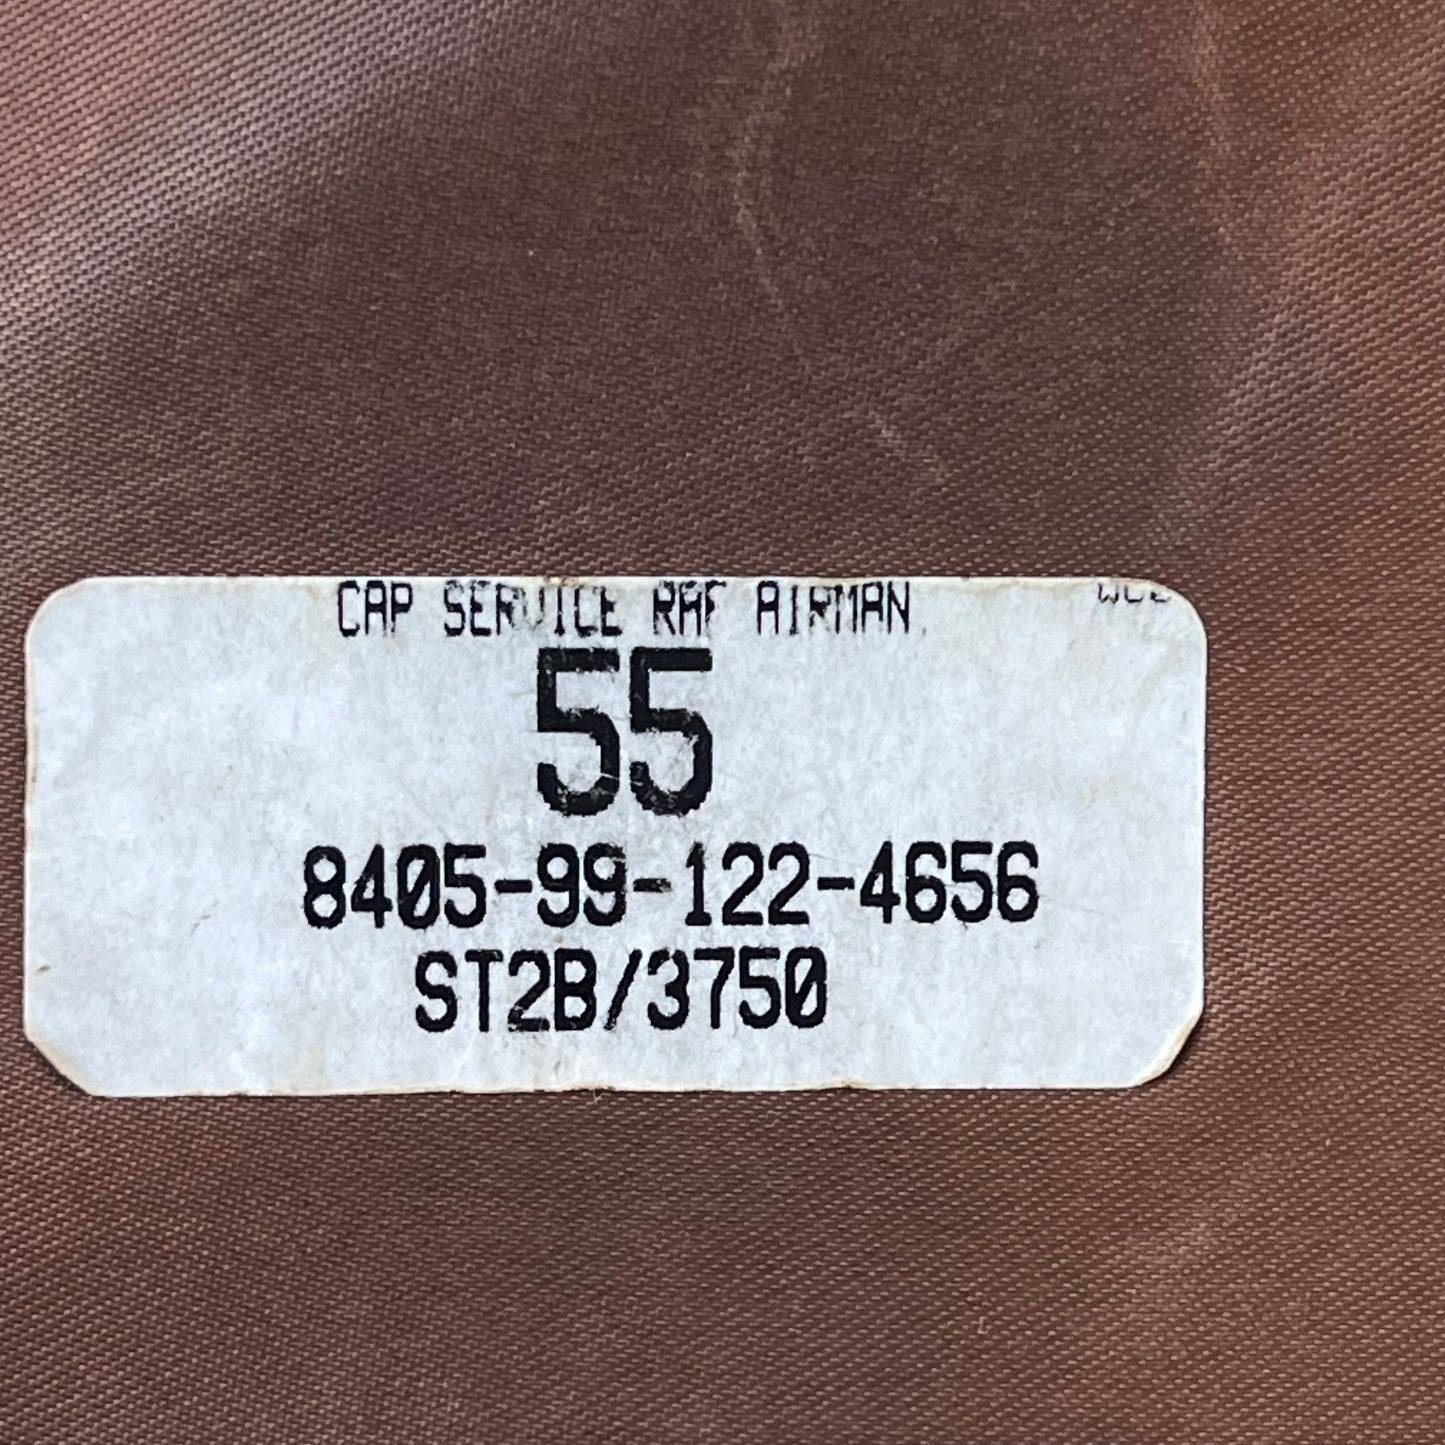 CAP SERVICE RAF AIRMAN
55
8405-99-122-4656
ST2B/3750